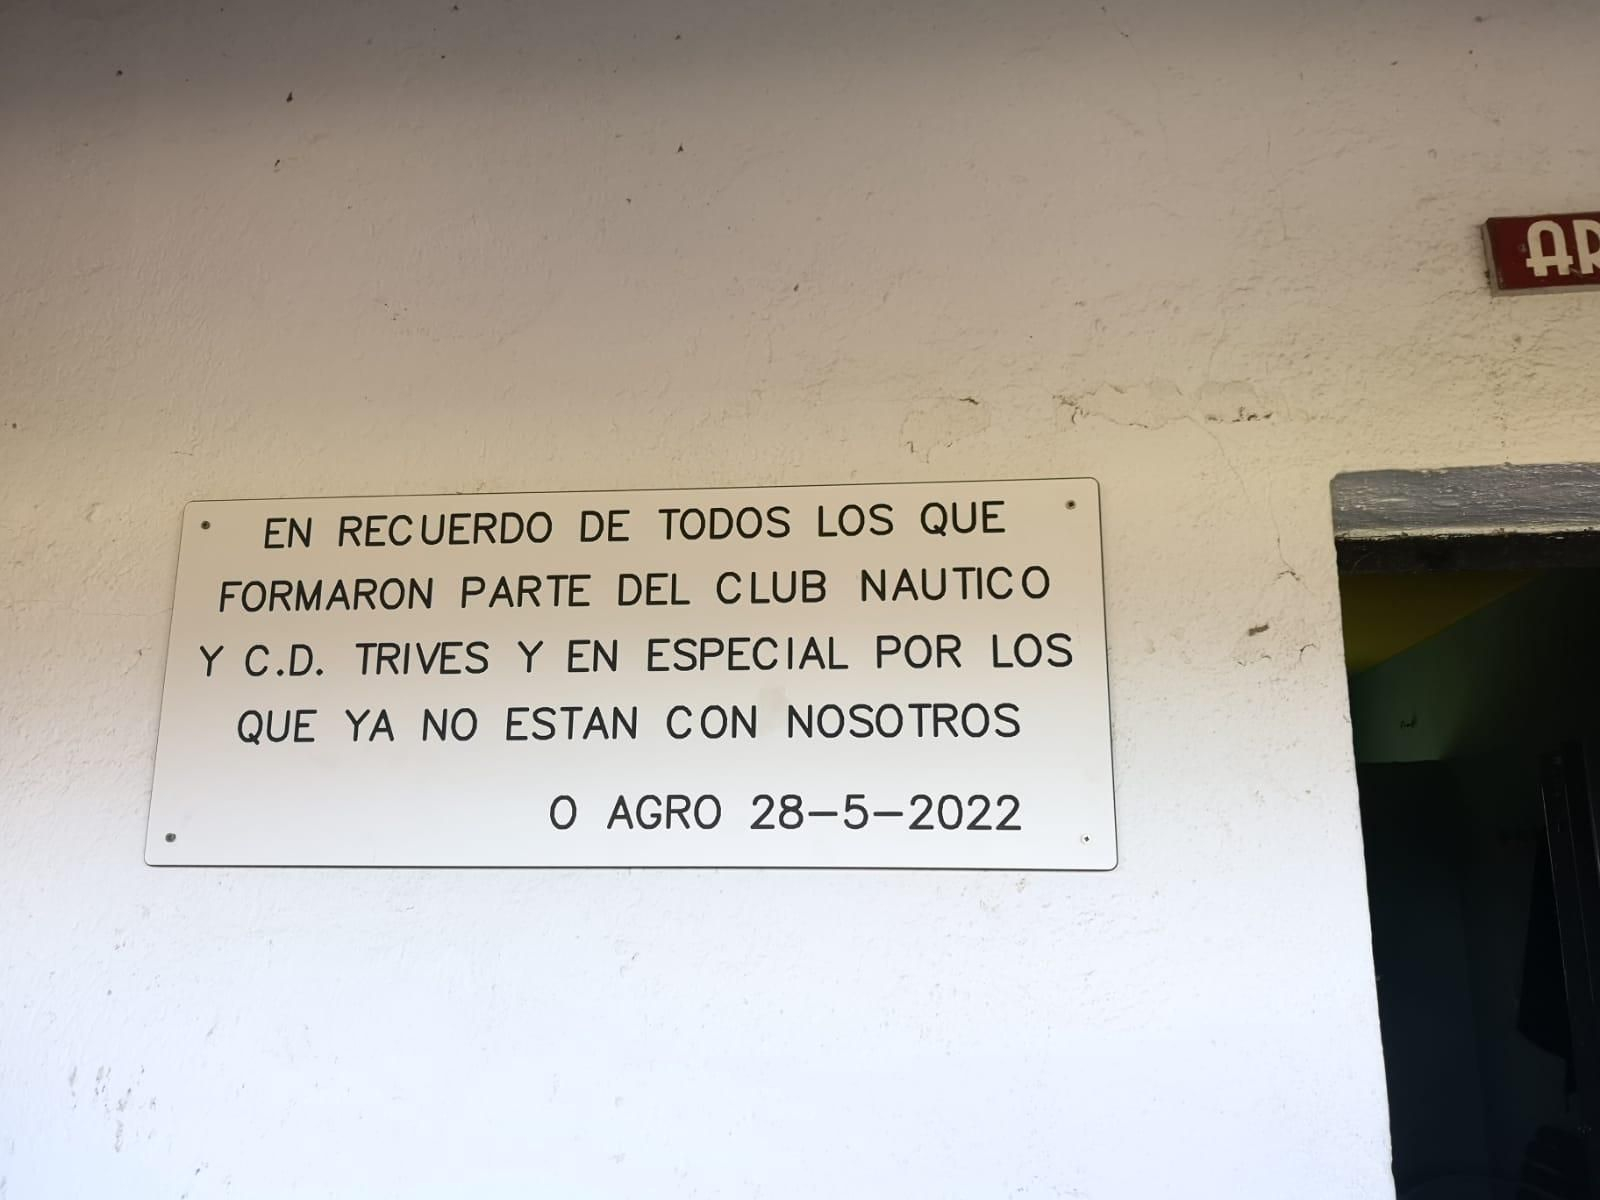 EN RECUERDO DE TODOS LOS QUE
FORMARON PARTE DEL CLUB NAUTICO
Y C.D. TRIVES Y EN ESPECIAL POR LOS
QUE YA NO ESTAN CON NOSOTROS
O AGRO 28-5-2022